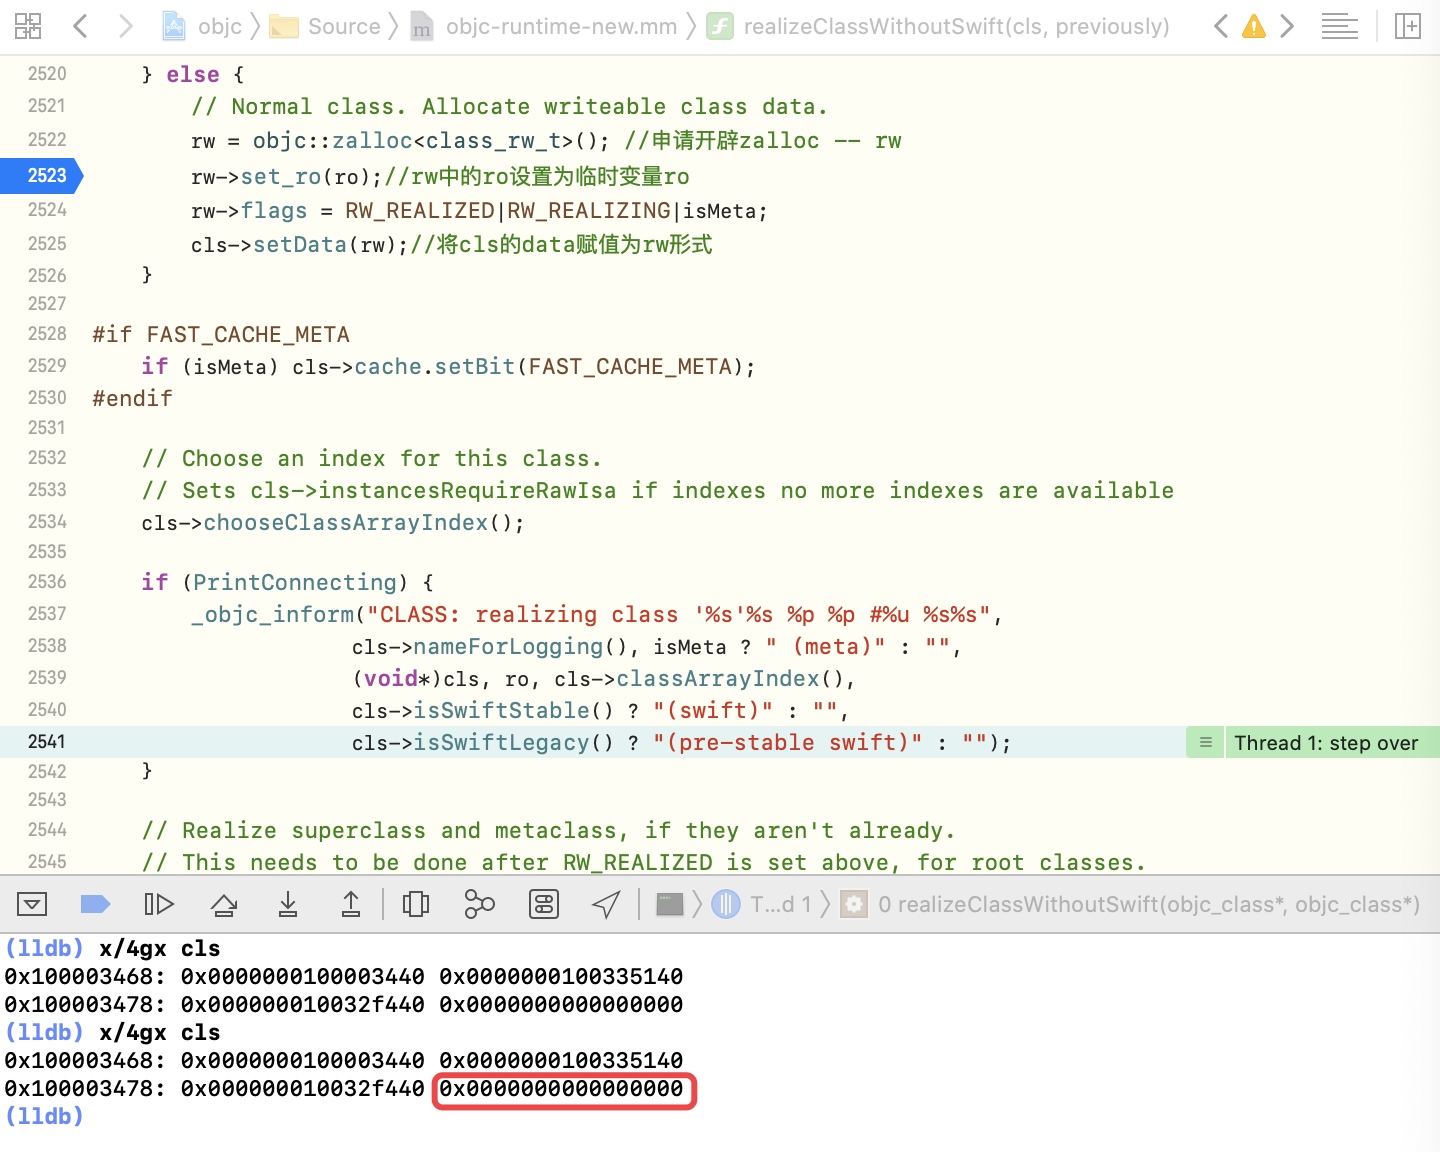 objc Source objc-runtime-new.mm realizeClassWithoutSwift(cls, previously)
2520 } else {
2521 // Normal class. Allocate writeable class data.
2522 rw = objc::zalloc<class_rw_t>(); //申请开辟zalloc -- rw
2523 rw->set_ro(ro);//rw中的ro设置为临时变量ro
2524 rw->flags = RW_REALIZED|RW_REALIZING|isMeta;
2525 cls->setData(rw);//将cls的data赋值为rw形式
2526 }
2527
2528 #if FAST_CACHE_META
2529 if (isMeta) cls->cache.setBit(FAST_CACHE_META);
2530 #endif
2531
2532 // Choose an index for this class.
2533 // Sets cls->instancesRequireRawIsa if indexes no more indexes are available
2534 cls->chooseClassArrayIndex();
2535
2536 if (PrintConnecting) {
2537 _objc_inform("CLASS: realizing class '%s'%s %p %p #%u %s%s",
2538 cls->nameForLogging(), isMeta ? " (meta)" : "",
2539 (void*)cls, ro, cls->classArrayIndex(),
2540 cls->isSwiftStable() ? "(swift)" : "",
2541 cls->isSwiftLegacy() ? "(pre-stable swift)" : ""); Thread 1: step over
2542 }
2543
2544 // Realize superclass and metaclass, if they aren't already.
2545 // This needs to be done after RW_REALIZED is set above, for root classes.
T...d 1 0 realizeClassWithoutSwift(objc_class*, objc_class*)
(lldb) x/4gx cls
0x100003468: 0x0000000100003440 0x0000000100335140
0x100003478: 0x000000010032f440 0x0000000000000000
(lldb) x/4gx cls
0x100003468: 0x0000000100003440 0x0000000100335140
0x100003478: 0x000000010032f440 0x0000000000000000
(lldb)